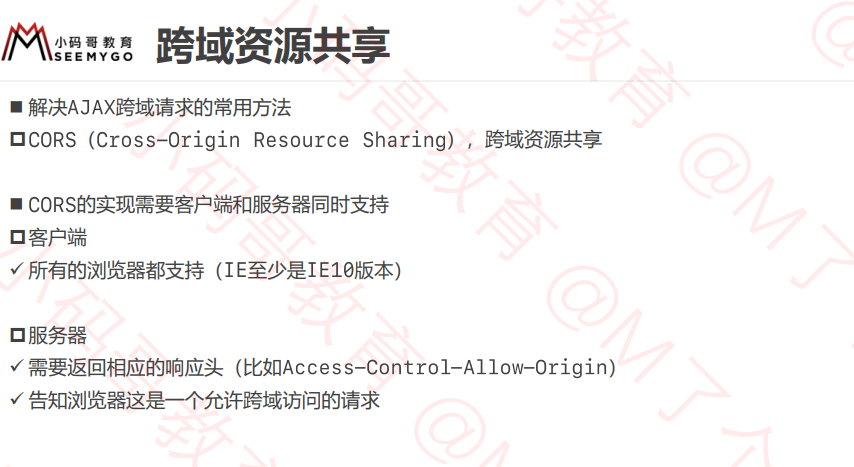 小码哥教育
SEEMYGO
跨域资源共享
解决AJAX跨域请求的常用方法
CORS（Cross-Origin Resource Sharing），跨域资源共享
CORS的实现需要客户端和服务器同时支持
客户端
所有的浏览器都支持（IE至少是IE10版本）
服务器
需要返回相应的响应头（比如Access-Control-Allow-Origin）
告知浏览器这是一个允许跨域访问的请求
小码哥教育 @M了个
小码哥教育 @M了个
小码哥教育 @M